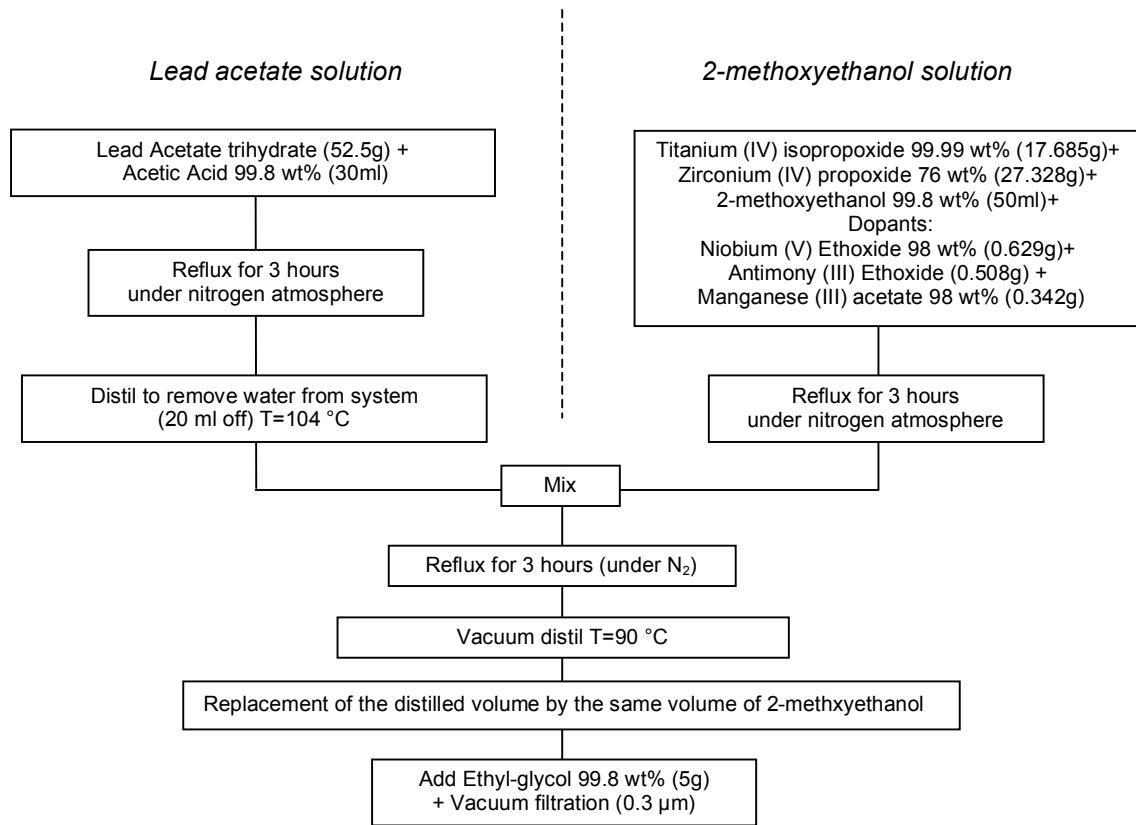 Lead acetate solution
Lead Acetate trihydrate (52.5g) +
Acetic Acid 99.8 wt% (30ml)
Reflux for 3 hours
under nitrogen atmosphere
Distil to remove water from system
(20 ml off) T=104 °C
2-methoxyethanol solution
Titanium (IV) isopropoxide 99.99 wt% (17.685g)+
Zirconium (IV) propoxide 76 wt% (27.328g)+
2-methoxyethanol 99.8 wt% (50ml)+
Dopants:
Niobium (V) Ethoxide 98 wt% (0.629g)+
Antimony (III) Ethoxide (0.508g) +
Manganese (III) acetate 98 wt% (0.342g)
Reflux for 3 hours
under nitrogen atmosphere
Mix
Reflux for 3 hours (under N₂)
Vacuum distil T=90 °C
Replacement of the distilled volume by the same volume of 2-methxyethanol
Add Ethyl-glycol 99.8 wt% (5g)
+ Vacuum filtration (0.3 µm)